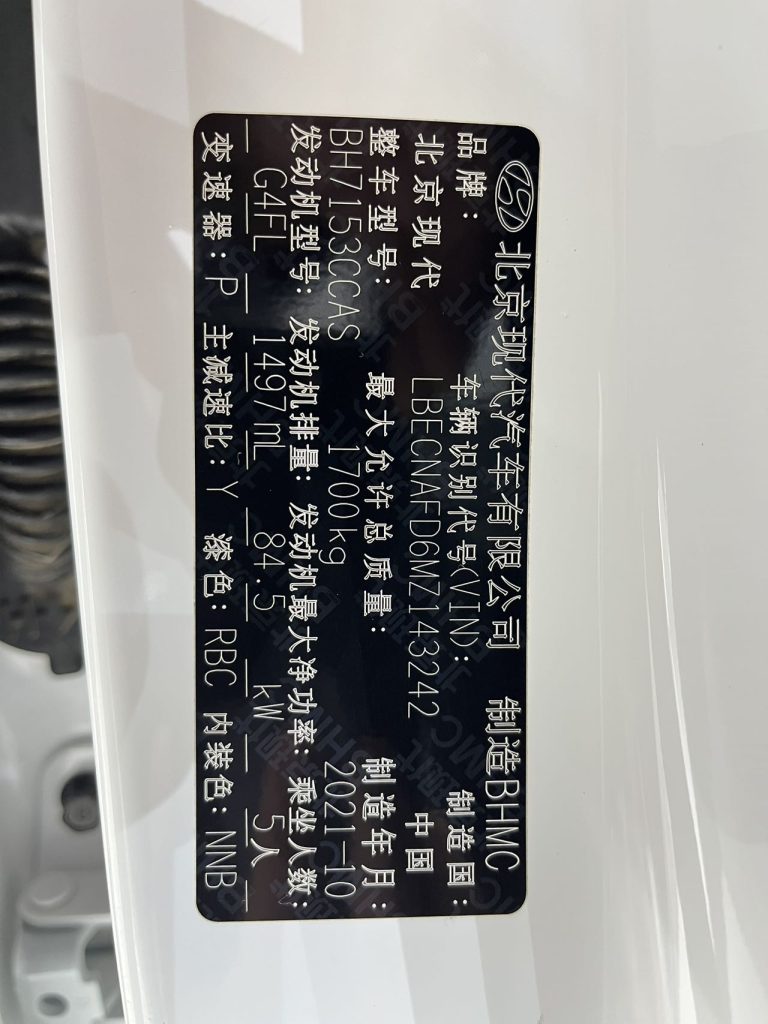 北京现代汽车有限公司 制造BHMC
品牌: 车辆识别代号(VIN): 制造国:
北京现代 LBECNAFD6MZ143242 中国
整车型号: 最大允许总质量: 制造年月:
BH7153CCAS 1700kg 2021-10
发动机型号: 发动机排量: 发动机最大净功率: 乘坐人数:
G4FL 1497mL 84.5 kW 5人
变速器: P 主减速比: Y 漆色: RBC 内装色: NNB